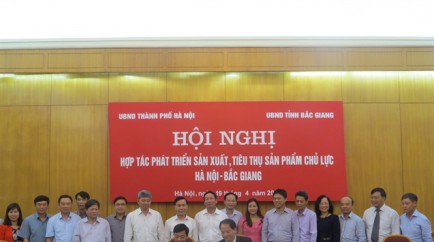 UBND THÀNH PHỐ HÀ NỘI UBND TỈNH BẮC GIANG
HỘI NGHỊ
HỢP TÁC PHÁT TRIỂN SẢN XUẤT, TIÊU THỤ SẢN PHẨM CHỦ LỰC
HÀ NỘI - BẮC GIANG
Hà Nội, ngày 19 tháng 4 năm